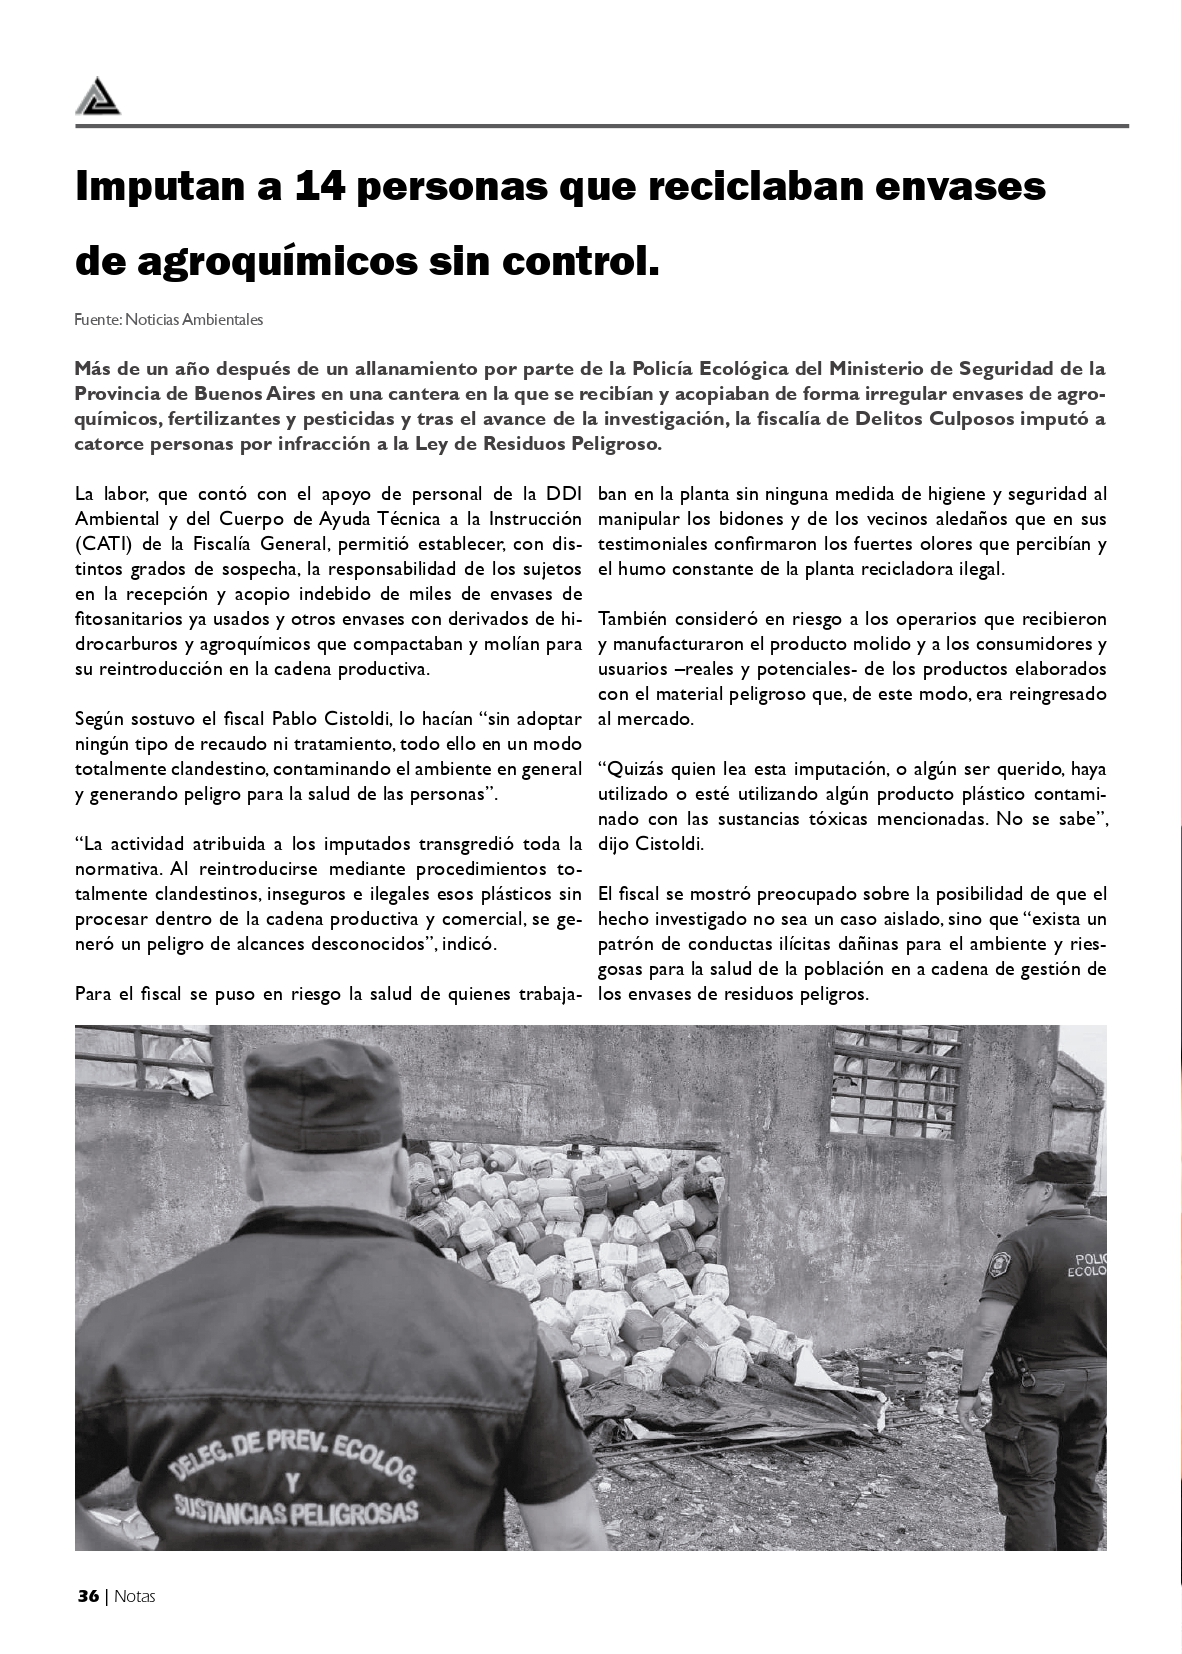 Imputan a 14 personas que reciclaban envases
de agroquímicos sin control.
Fuente: Noticias Ambientales
Más de un año después de un allanamiento por parte de la Policía Ecológica del Ministerio de Seguridad de la
Provincia de Buenos Aires en una cantera en la que se recibían y acopiaban de forma irregular envases de agro-
químicos, fertilizantes y pesticidas y tras el avance de la investigación, la fiscalía de Delitos Culposos imputó a
catorce personas por infracción a la Ley de Residuos Peligroso.
La labor, que contó con el apoyo de personal de la DDI
Ambiental y del Cuerpo de Ayuda Técnica a la Instrucción
(CATI) de la Fiscalía General, permitió establecer, con dis-
tintos grados de sospecha, la responsabilidad de los sujetos
en la recepción y acopio indebido de miles de envases de
fitosanitarios ya usados y otros envases con derivados de hi-
drocarburos y agroquímicos que compactaban y molían para
su reintroducción en la cadena productiva.
Según sostuvo el fiscal Pablo Cistoldi, lo hacían “sin adoptar
ningún tipo de recaudo ni tratamiento, todo ello en un modo
totalmente clandestino, contaminando el ambiente en general
y generando peligro para la salud de las personas”.
“La actividad atribuida a los imputados transgredió toda la
normativa. Al reintroducirse mediante procedimientos to-
talmente clandestinos, inseguros e ilegales esos plásticos sin
procesar dentro de la cadena productiva y comercial, se ge-
neró un peligro de alcances desconocidos”, indicó.
Para el fiscal se puso en riesgo la salud de quienes trabaja-
ban en la planta sin ninguna medida de higiene y seguridad al
manipular los bidones y de los vecinos aledaños que en sus
testimoniales confirmaron los fuertes olores que percibían y
el humo constante de la planta recicladora ilegal.
También consideró en riesgo a los operarios que recibieron
y manufacturaron el producto molido y a los consumidores y
usuarios –reales y potenciales- de los productos elaborados
con el material peligroso que, de este modo, era reingresado
al mercado.
“Quizás quien lea esta imputación, o algún ser querido, haya
utilizado o esté utilizando algún producto plástico contami-
nado con las sustancias tóxicas mencionadas. No se sabe”,
dijo Cistoldi.
El fiscal se mostró preocupado sobre la posibilidad de que el
hecho investigado no sea un caso aislado, sino que “exista un
patrón de conductas ilícitas dañinas para el ambiente y ries-
gosas para la salud de la población en a cadena de gestión de
los envases de residuos peligros.
POLIC
ECOLO
DELEG. DE PREV. ECOLOG.
Y
SUSTANCIAS PELIGROSAS
36 | Notas